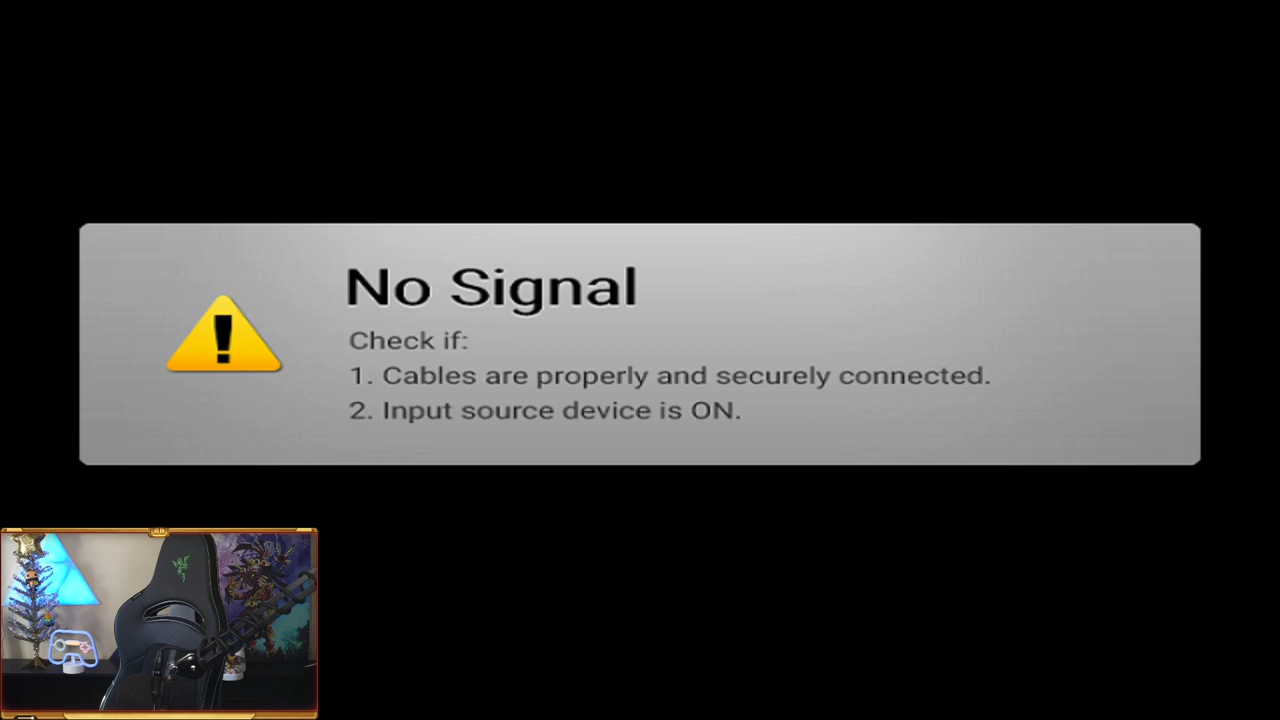 No Signal
Check if:
1. Cables are properly and securely connected.
2. Input source device is ON.